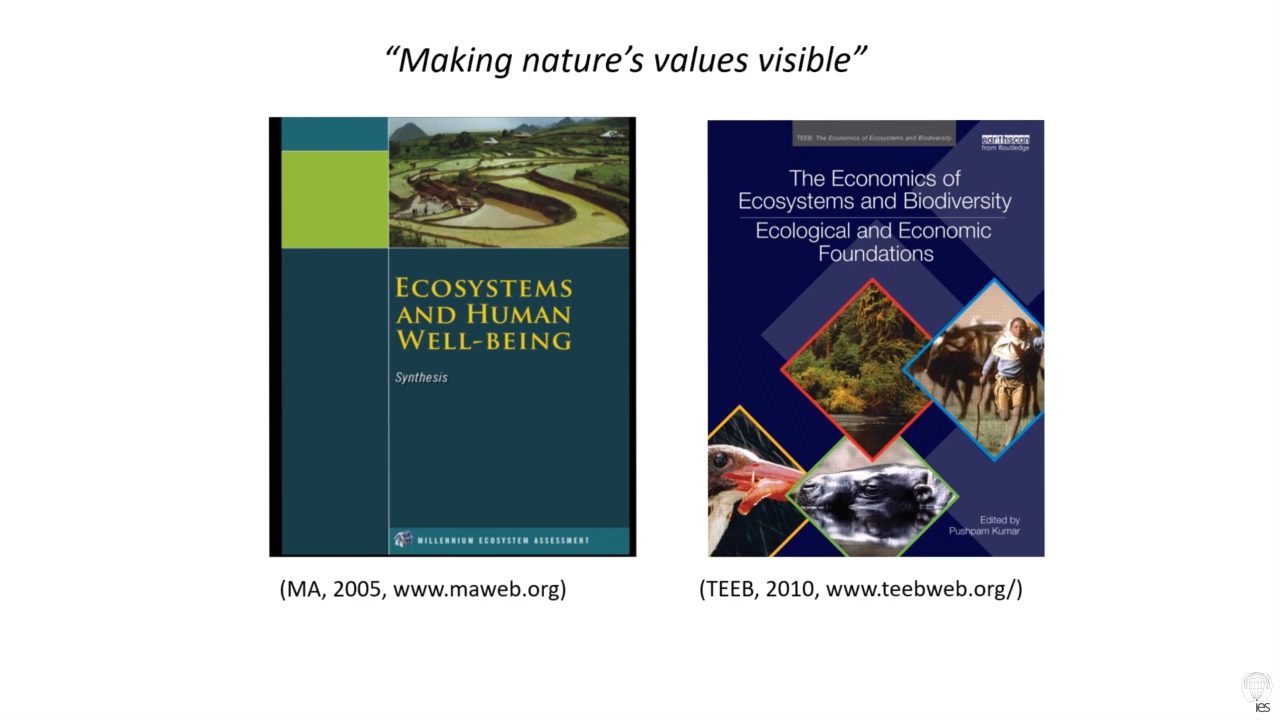 “Making nature’s values visible”
ECOSYSTEMS
AND HUMAN
WELL-BEING
Synthesis
MILLENNIUM ECOSYSTEM ASSESSMENT
(MA, 2005, www.maweb.org)
TEEB: The Economics of Ecosystems and Biodiversity
earthscan
from Routledge
The Economics of
Ecosystems and Biodiversity
Ecological and Economic
Foundations
Edited by
Pushpam Kumar
(TEEB, 2010, www.teebweb.org/)
ies